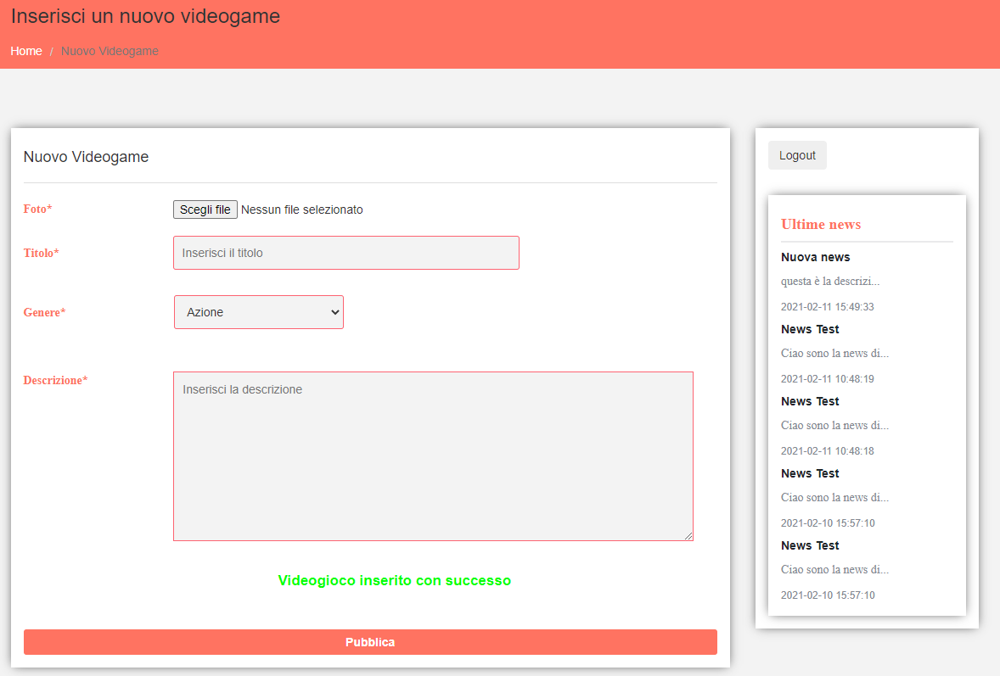 Inserisci un nuovo videogame
Home / Nuovo Videogame
Nuovo Videogame
Foto* Scegli file Nessun file selezionato
Titolo* Inserisci il titolo
Genere* Azione
Descrizione* Inserisci la descrizione
Videogioco inserito con successo
Pubblica
Logout
Ultime news
Nuova news
questa è la descrizi...
2021-02-11 15:49:33
News Test
Ciao sono la news di...
2021-02-11 10:48:19
News Test
Ciao sono la news di...
2021-02-11 10:48:18
News Test
Ciao sono la news di...
2021-02-10 15:57:10
News Test
Ciao sono la news di...
2021-02-10 15:57:10